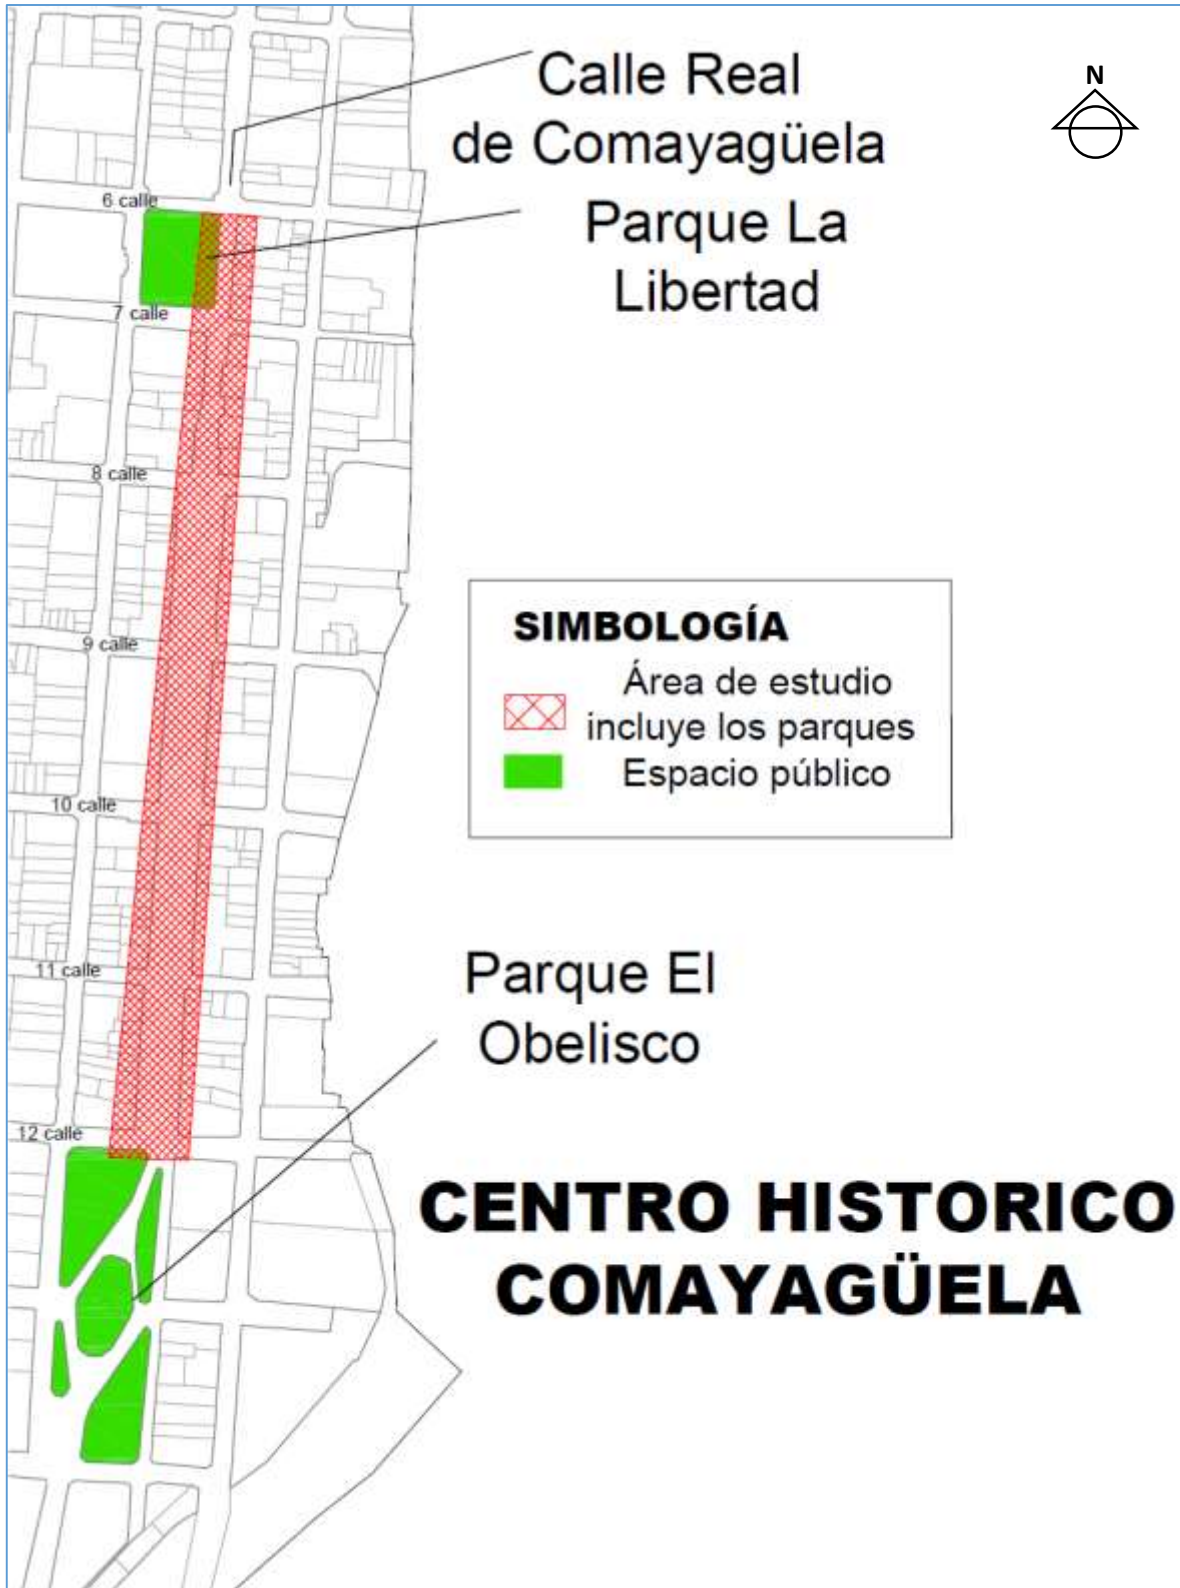 Calle Real
de Comayagüela
N
6 calle
Parque La
Libertad
7 calle
8 calle
SIMBOLOGÍA
9 calle
Área de estudio
incluye los parques
Espacio público
10 calle
11 calle
Parque El
Obelisco
12 calle
CENTRO HISTORICO
COMAYAGÜELA